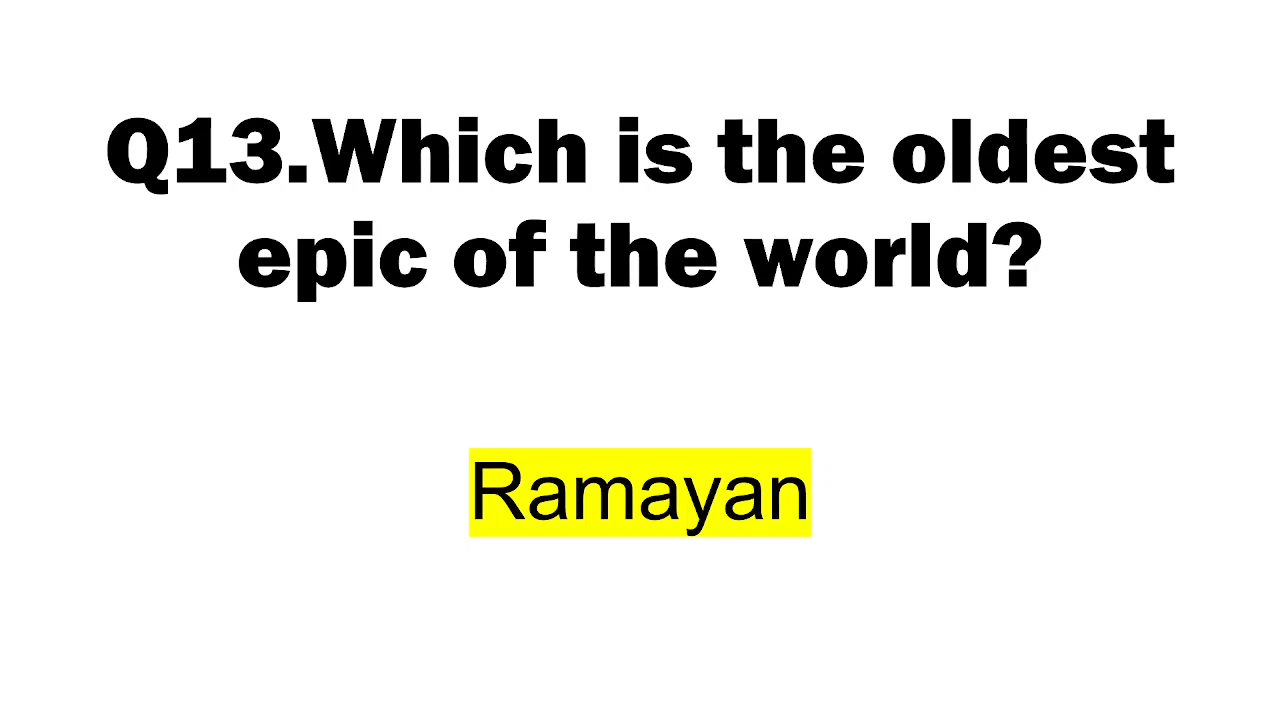 Q13.Which is the oldest
epic of the world?
Ramayan